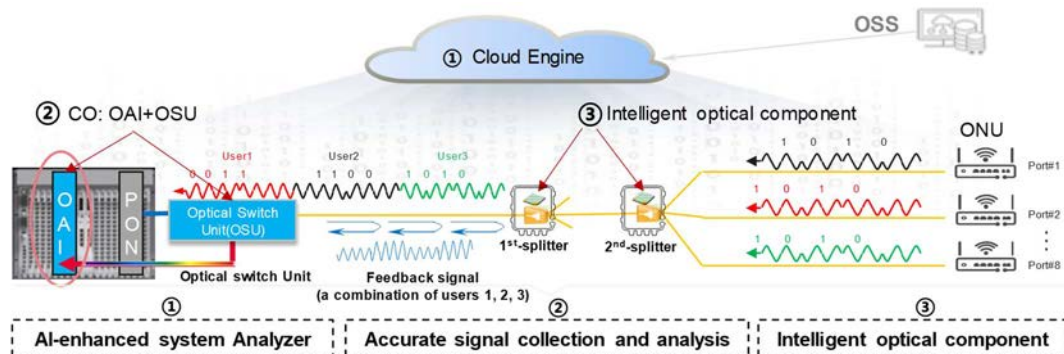 OSS
① Cloud Engine
② CO: OAI+OSU
③ Intelligent optical component
ONU
User1
User2
User3
0 0 1 1
1 1 0 0
1 0 1 0
1 0 1 0
Port#1
OAI
PON
Optical Switch
Unit(OSU)
1 0 1 0
Port#2
1st-splitter
2nd-splitter
1 0 1 0
Optical switch Unit
Feedback signal
(a combination of users 1, 2, 3)
Port#8
①
②
③
AI-enhanced system Analyzer
Accurate signal collection and analysis
Intelligent optical component